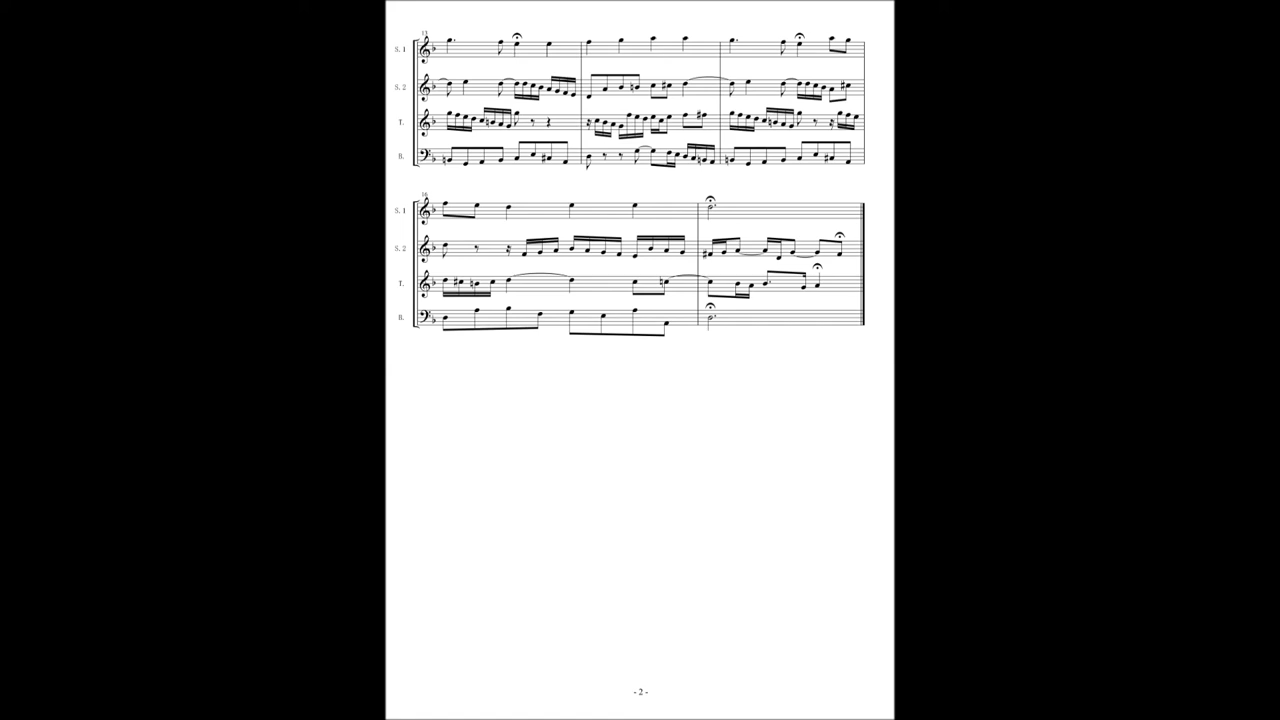 13
S. 1
S. 2
T.
B.
16
S. 1
S. 2
T.
B.
- 2 -